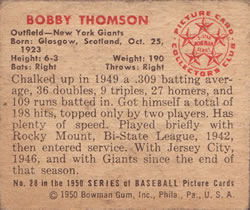 BOBBY THOMSON
Outfield—New York Giants
Born: Glasgow, Scotland, Oct. 25,
1923
Height: 6-3 Weight: 190
Bats: Right Throws: Right
Chalked up in 1949 a .309 batting aver-
age, 36 doubles, 9 triples, 27 homers, and
109 runs batted in. Got himself a total of
198 hits, topped only by two players. Has
plenty of speed. Played briefly with
Rocky Mount, Bi-State League, 1942,
then entered service. With Jersey City,
1946, and with Giants since the end of
that season.
No. 28 in the 1950 SERIES of BASEBALL Picture Cards
© 1950 Bowman Gum, Inc., Phila., Pa., U. S. A.
PICTURE CARD
COLLECTORS CLUB
BOWMAN